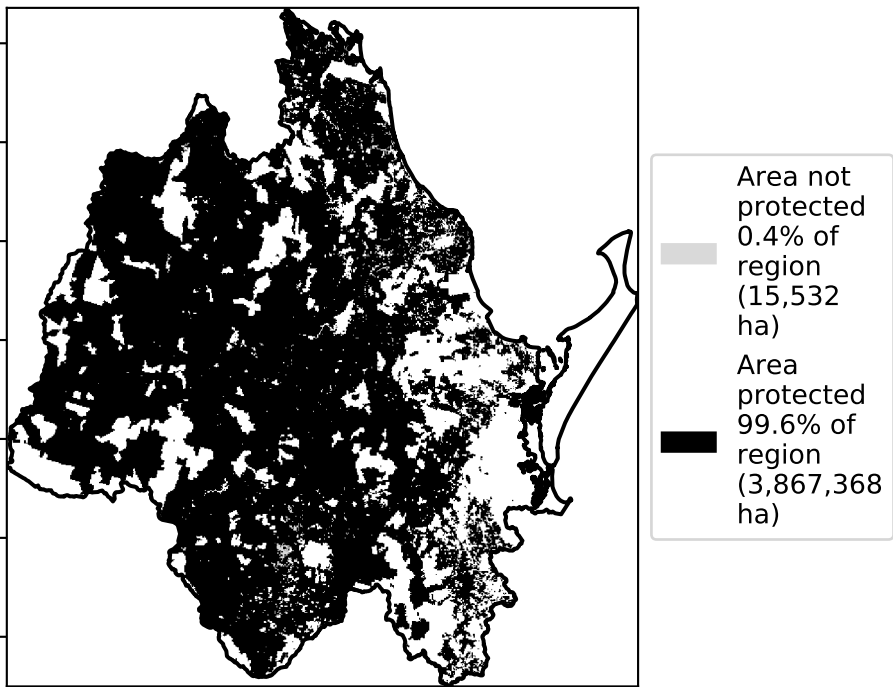 Area not
protected
0.4% of
region
(15,532
ha)
Area
protected
99.6% of
region
(3,867,368
ha)